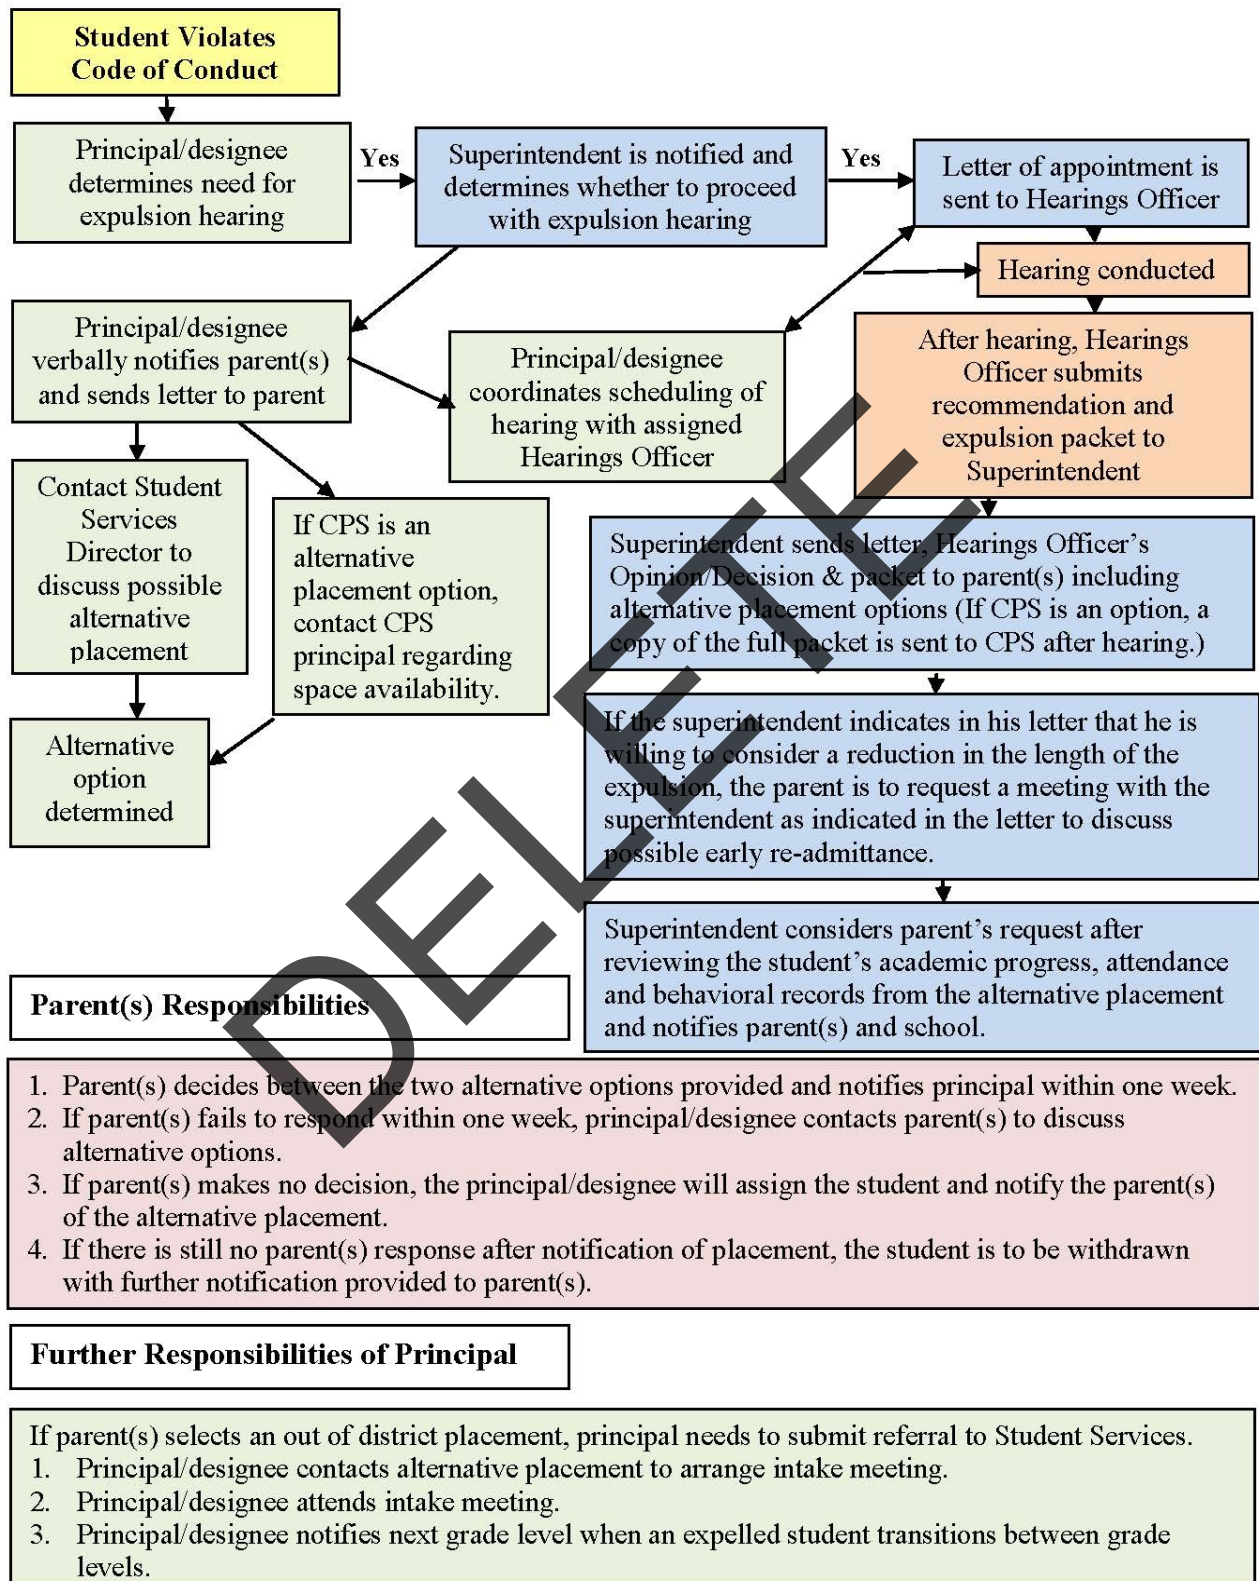 Student Violates
Code of Conduct
Principal/designee
determines need for
expulsion hearing
Yes
Superintendent is notified and
determines whether to proceed
with expulsion hearing
Yes
Letter of appointment is
sent to Hearings Officer
Hearing conducted
Principal/designee
verbally notifies parent(s)
and sends letter to parent
Principal/designee
coordinates scheduling of
hearing with assigned
Hearings Officer
After hearing, Hearings
Officer submits
recommendation and
expulsion packet to
Superintendent
Contact Student
Services
Director to
discuss possible
alternative
placement
If CPS is an
alternative
placement option,
contact CPS
principal regarding
space availability.
Alternative
option
determined
Superintendent sends letter, Hearings Officer's
Opinion/Decision & packet to parent(s) including
alternative placement options (If CPS is an option, a
copy of the full packet is sent to CPS after hearing.)
If the superintendent indicates in his letter that he is
willing to consider a reduction in the length of the
expulsion, the parent is to request a meeting with the
superintendent as indicated in the letter to discuss
possible early re-admittance.
Superintendent considers parent's request after
reviewing the student's academic progress, attendance
and behavioral records from the alternative placement
and notifies parent(s) and school.
DELETE
Parent(s) Responsibilities
1. Parent(s) decides between the two alternative options provided and notifies principal within one week.
2. If parent(s) fails to respond within one week, principal/designee contacts parent(s) to discuss
alternative options.
3. If parent(s) makes no decision, the principal/designee will assign the student and notify the parent(s)
of the alternative placement.
4. If there is still no parent(s) response after notification of placement, the student is to be withdrawn
with further notification provided to parent(s).
Further Responsibilities of Principal
If parent(s) selects an out of district placement, principal needs to submit referral to Student Services.
1. Principal/designee contacts alternative placement to arrange intake meeting.
2. Principal/designee attends intake meeting.
3. Principal/designee notifies next grade level when an expelled student transitions between grade
levels.